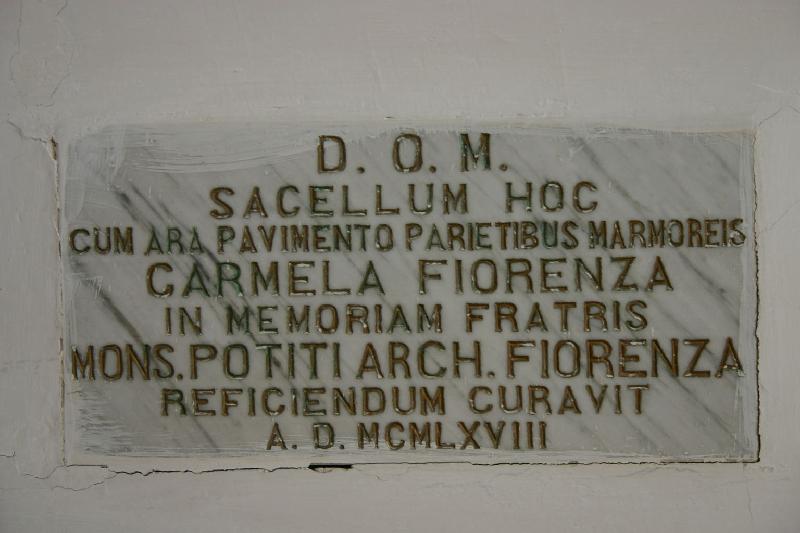 D. O. M.
SACELLUM HOC
CUM ARA PAVIMENTO PARIETIBUS MARMOREIS
CARMELA FIORENZA
IN MEMORIAM FRATRIS
MONS. POTITI ARCH. FIORENZA
REFICIENDUM CURAVIT
A. D. MCMLXVIII